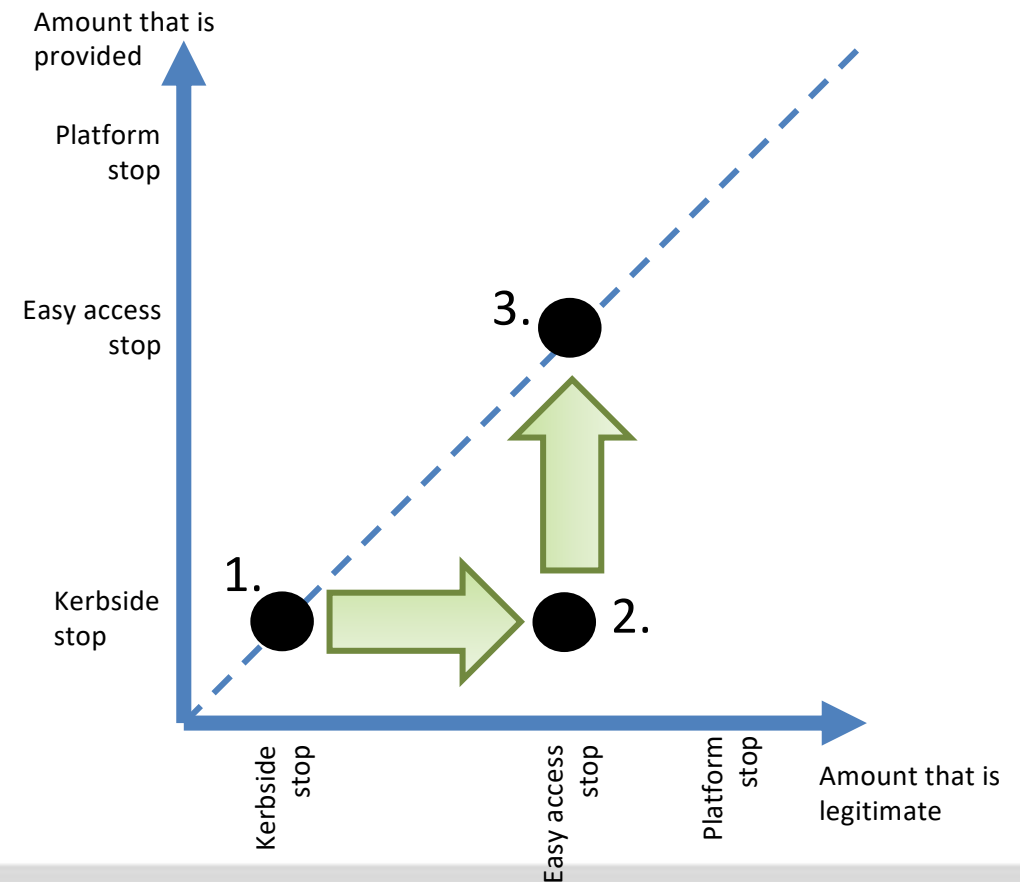 Amount that is
provided
Platform
stop
Easy access
stop
3.
1.
Kerbside
stop
2.
Kerbside
stop
Easy access
stop
Platform
stop
Amount that is
legitimate